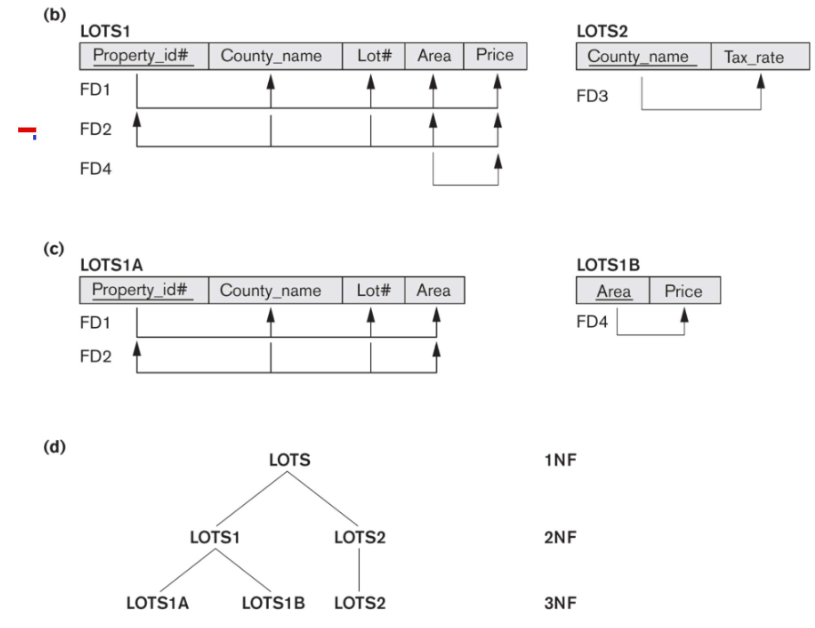 (b)
LOTS1 LOTS2
Property_id# County_name Lot# Area Price County_name Tax_rate
FD1 FD3
FD2
FD4
(c)
LOTS1A LOTS1B
Property_id# County_name Lot# Area Area Price
FD1 FD4
FD2
(d)
LOTS 1NF
LOTS1 LOTS2 2NF
LOTS1A LOTS1B LOTS2 3NF